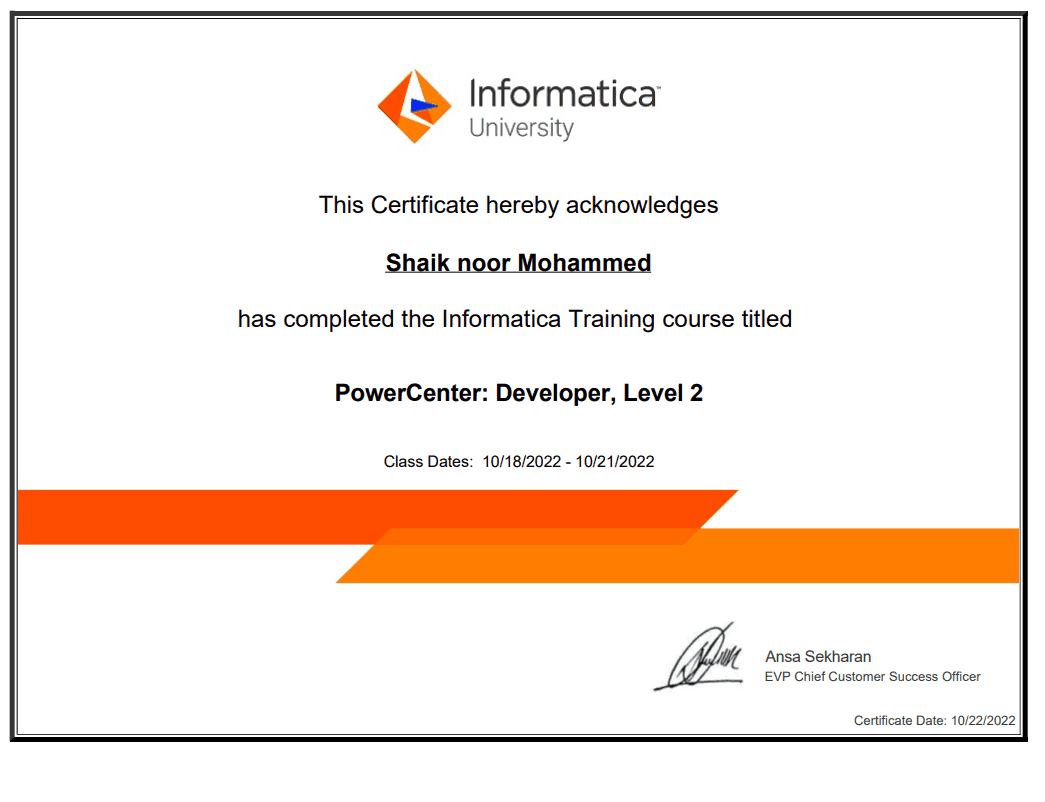 Informatica™
University
This Certificate hereby acknowledges
Shaik noor Mohammed
has completed the Informatica Training course titled
PowerCenter: Developer, Level 2
Class Dates: 10/18/2022 - 10/21/2022
Ansa Sekharan
EVP Chief Customer Success Officer
Certificate Date: 10/22/2022